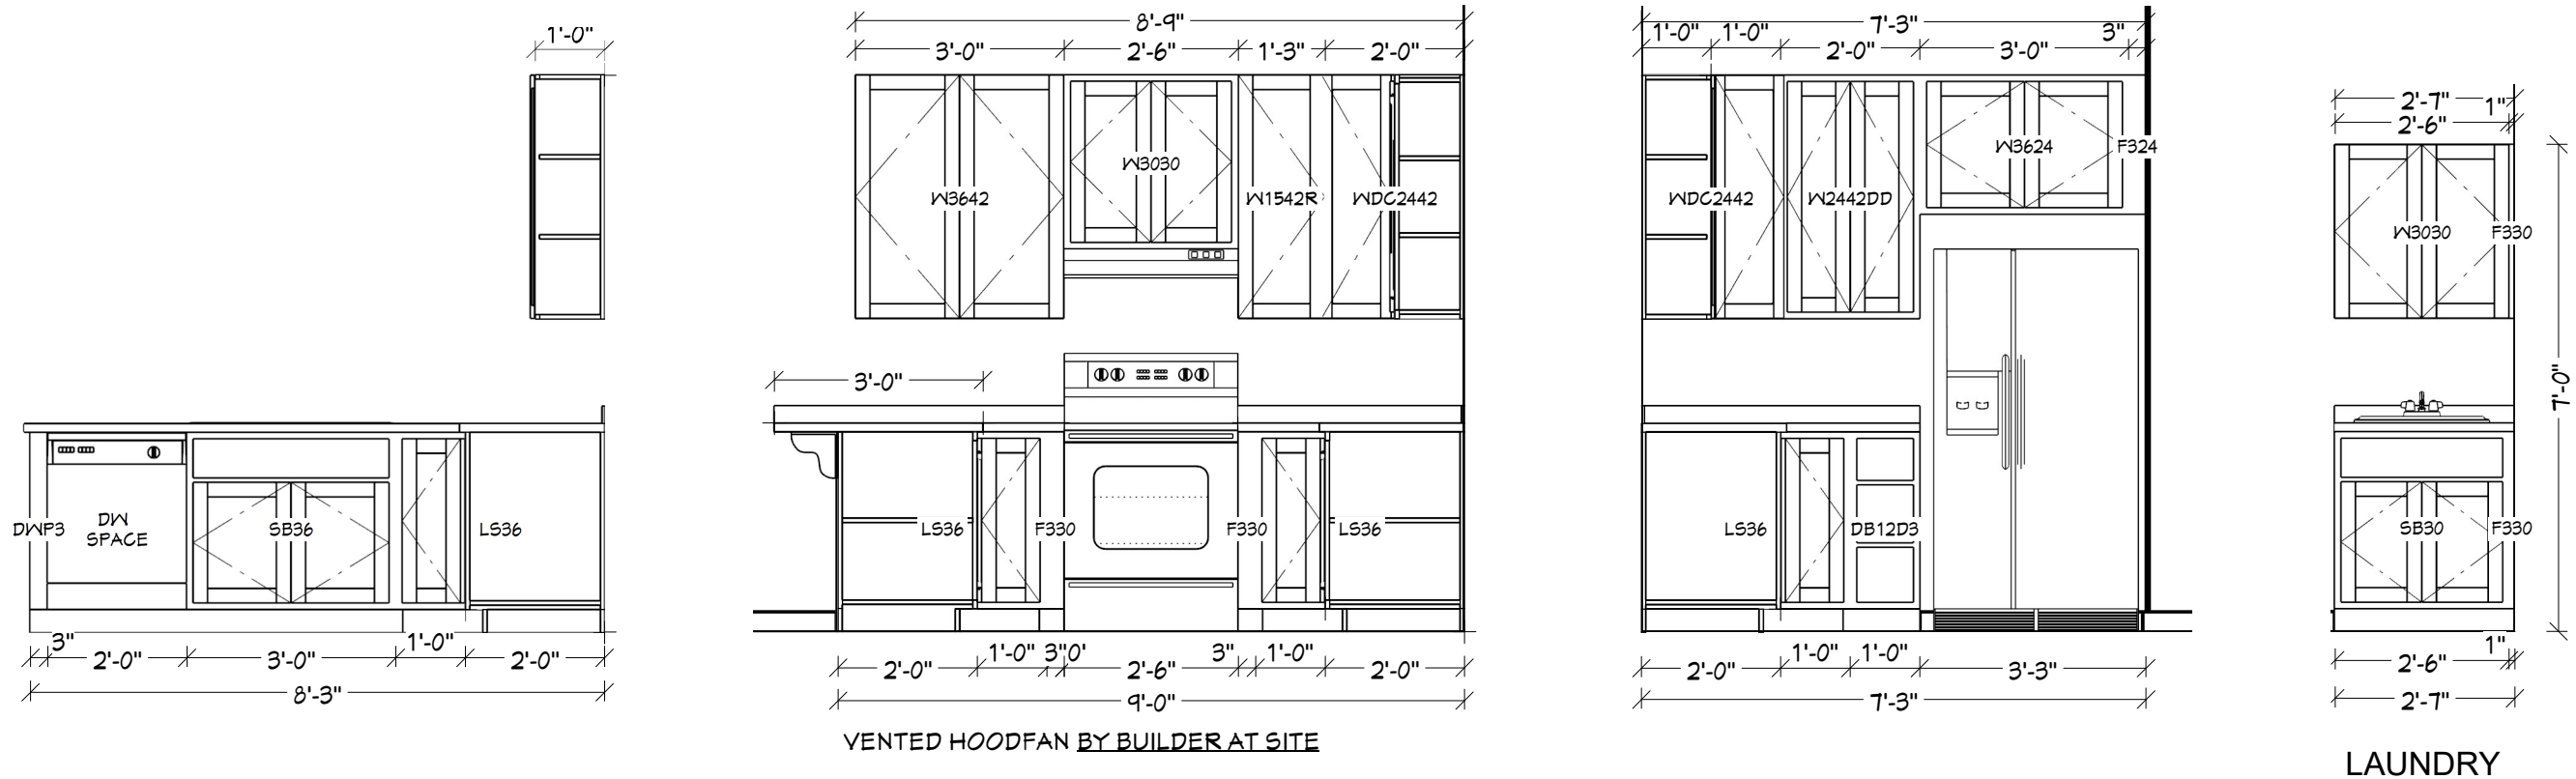 1'-0"
DWP3
DW
SPACE
SB36
LS36
3"
2'-0"
3'-0"
1'-0"
2'-0"
8'-3"
8'-9"
3'-0"
2'-6"
1'-3"
2'-0"
W3642
W3030
W1542R
WDC2442
3'-0"
LS36
F330
F330
LS36
2'-0"
1'-0"
3"
0'
2'-6"
3"
1'-0"
2'-0"
9'-0"
VENTED HOODFAN BY BUILDER AT SITE
7'-3"
1'-0"
1'-0"
2'-0"
3'-0"
3"
WDC2442
W2442DD
W3624
F324
LS36
DB12D3
2'-0"
1'-0"
1'-0"
3'-3"
7'-3"
2'-7"
1"
2'-6"
W3030
F330
7'-0"
SB30
F330
1"
2'-6"
2'-7"
LAUNDRY